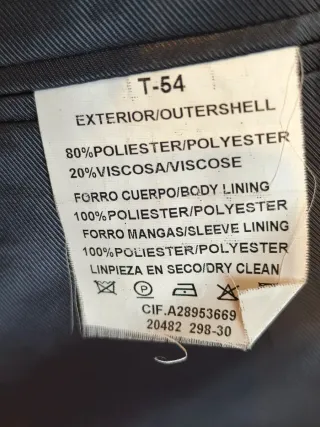 T-54
EXTERIOR/OUTERSHELL
80%POLIESTER/POLYESTER
20%VISCOSA/VISCOSE
FORRO CUERPO/BODY LINING
100%POLIESTER/POLYESTER
FORRO MANGAS/SLEEVE LINING
100%POLIESTER/POLYESTER
LIMPIEZA EN SECO/DRY CLEAN
P
CIF.A28953669
20482 298-30